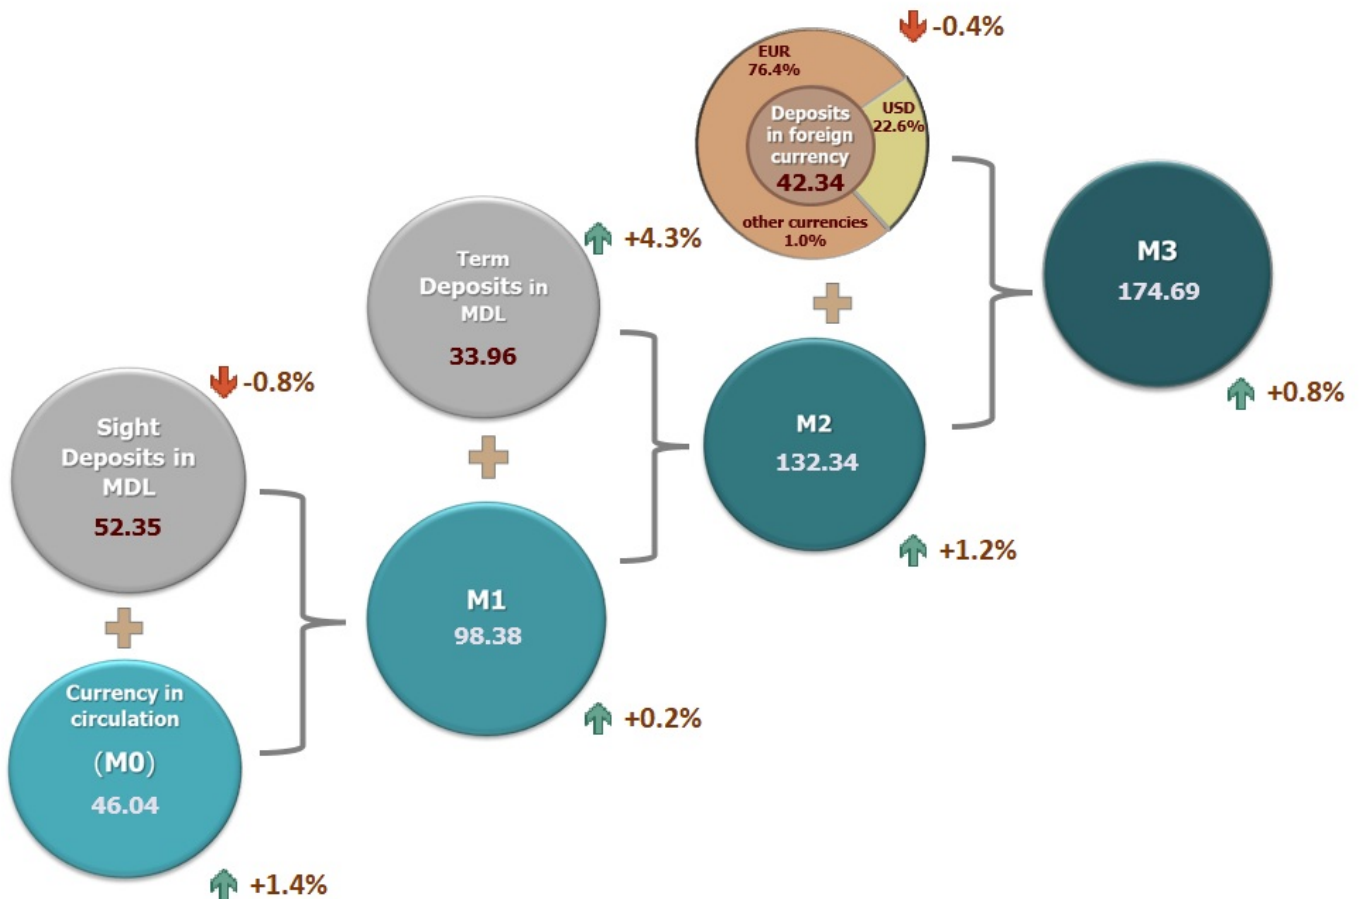 Sight
Deposits in
MDL
52.35
-0.8%
Currency in
circulation
(M0)
46.04
+1.4%
Term
Deposits in
MDL
33.96
+4.3%
M1
98.38
+0.2%
EUR
76.4%
USD
22.6%
Deposits
in foreign
currency
42.34
other currencies
1.0%
-0.4%
M2
132.34
+1.2%
M3
174.69
+0.8%